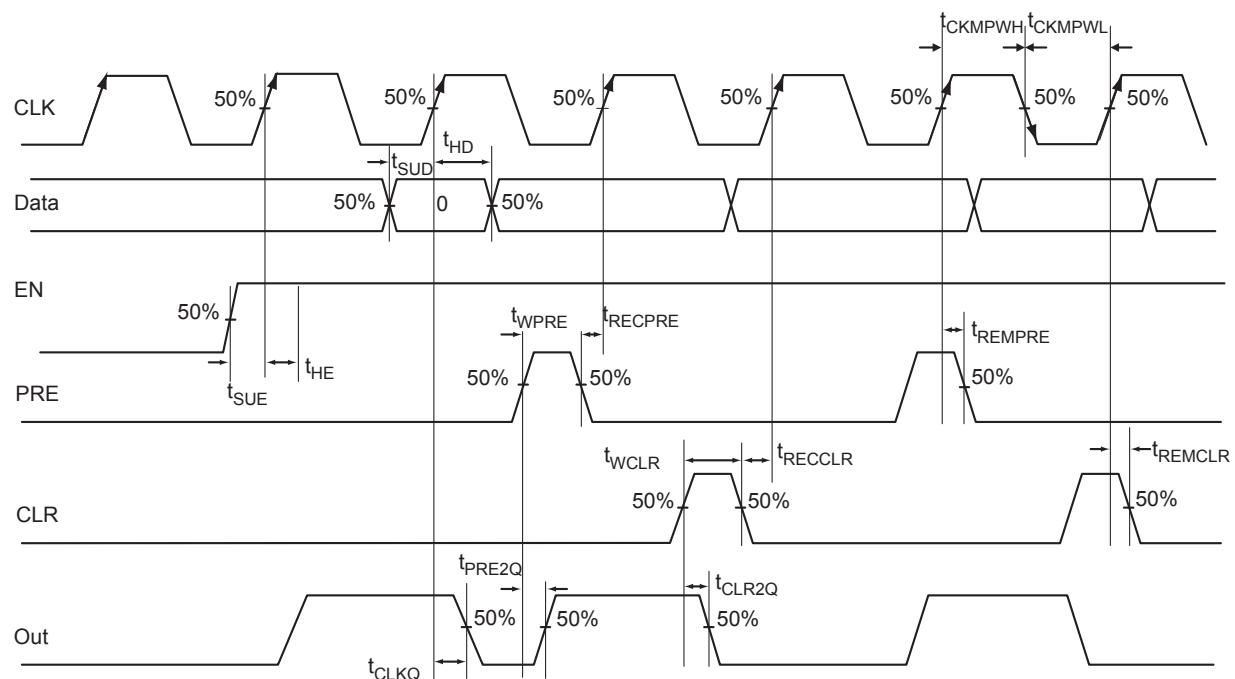 tCKMPWH tCKMPWL
CLK
50% 50% 50% 50% 50% 50% 50%
tSUD
tHD
Data
50% 0 50%
EN
50%
tSUE
tHE
tWPRE tRECPRE
tREMPRE
PRE
50% 50% 50%
tWCLR tRECCLR
tREMCLR
CLR
50% 50% 50%
tPRE2Q
tCLR2Q
Out
50% 50% 50%
tCLKQ